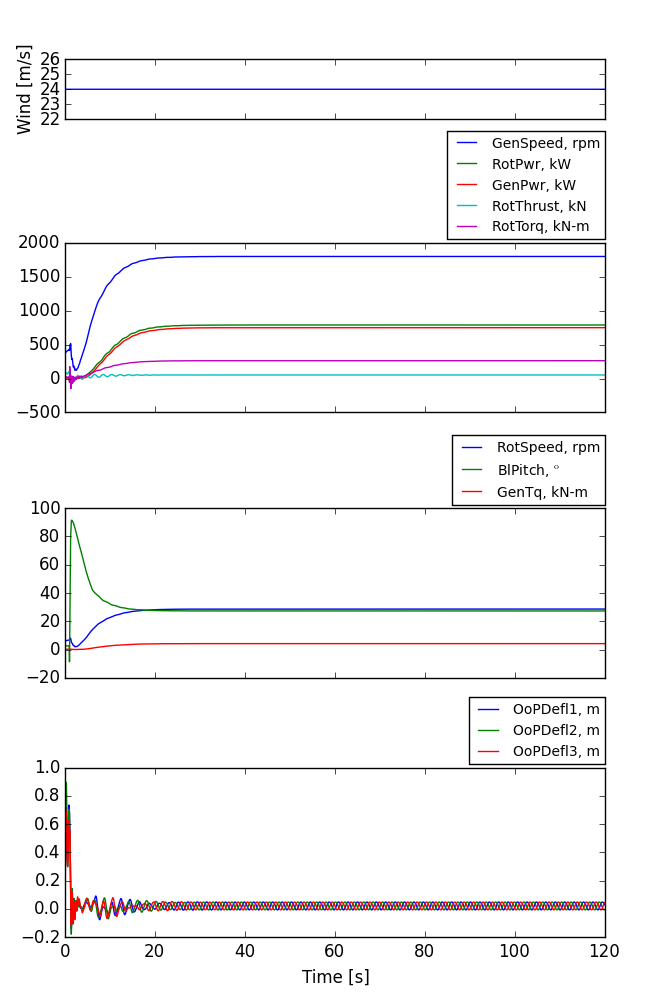 Wind [m/s]
26
25
24
23
22
GenSpeed, rpm
RotPwr, kW
GenPwr, kW
RotThrust, kN
RotTorq, kN-m
2000
1500
1000
500
0
−500
RotSpeed, rpm
BlPitch, °
GenTq, kN-m
100
80
60
40
20
0
−20
OoPDefl1, m
OoPDefl2, m
OoPDefl3, m
1.0
0.8
0.6
0.4
0.2
0.0
−0.2
0 20 40 60 80 100 120
Time [s]